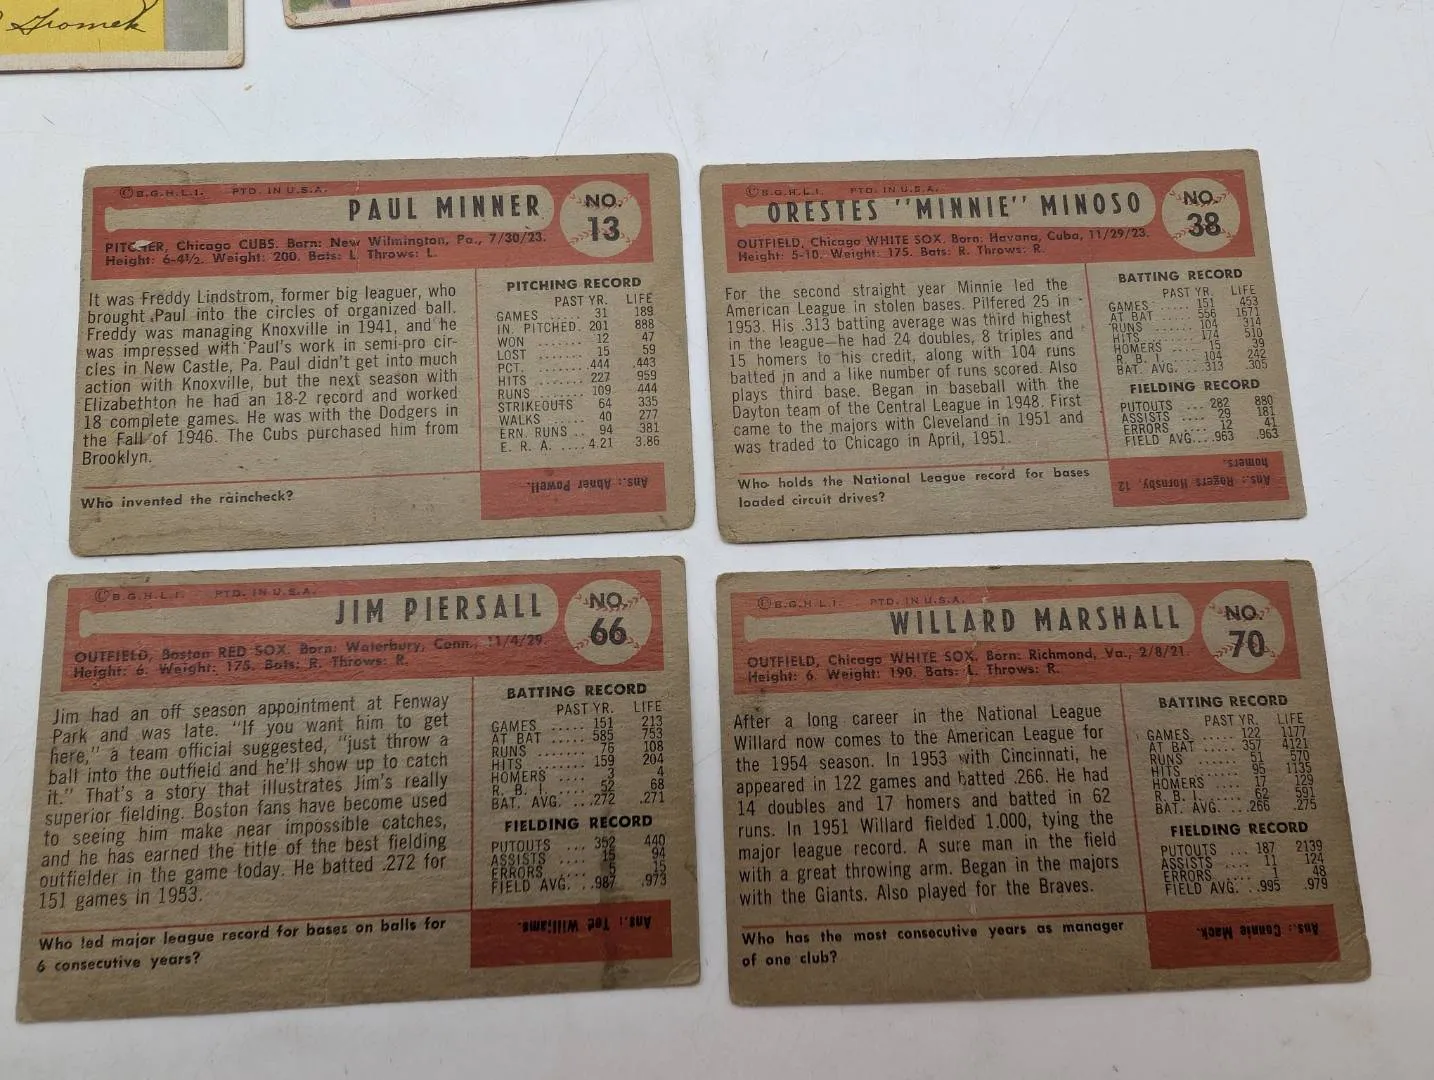 Gromek
© B.G.H.L.I. PTD. IN U.S.A.
PAUL MINNER
NO.
13
PITCHER, Chicago CUBS. Born: New Wilmington, Pa., 7/30/23.
Height: 6-4½. Weight: 200. Bats: L. Throws: L.
It was Freddy Lindstrom, former big leaguer, who
brought Paul into the circles of organized ball.
Freddy was managing Knoxville in 1941, and he
was impressed with Paul's work in semi-pro cir-
cles in New Castle, Pa. Paul didn't get into much
action with Knoxville, but the next season with
Elizabethton he had an 18-2 record and worked
18 complete games. He was with the Dodgers in
the Fall of 1946. The Cubs purchased him from
Brooklyn.
PITCHING RECORD
PAST YR. LIFE
GAMES ..... 31 189
IN. PITCHED. 201 888
WON ....... 12 47
LOST ....... 15 59
PCT. ....... .444 .443
HITS ....... 227 959
RUNS ...... 109 444
STRIKEOUTS 64 335
WALKS ..... 40 277
ERN. RUNS .. 94 381
E. R. A. .... 4.21 3.86
Who invented the raincheck?
Ans.: Abner Powell.
© B.G.H.L.I. PTD. IN U.S.A.
ORESTES "MINNIE" MINOSO
NO.
38
OUTFIELD, Chicago WHITE SOX. Born: Havana, Cuba, 11/29/23.
Height: 5-10. Weight: 175. Bats: R. Throws: R.
For the second straight year Minnie led the
American League in stolen bases. Pilfered 25 in
1953. His .313 batting average was third highest
in the league—he had 24 doubles, 8 triples and
15 homers to his credit, along with 104 runs
batted in and a like number of runs scored. Also
plays third base. Began in baseball with the
Dayton team of the Central League in 1948. First
came to the majors with Cleveland in 1951 and
was traded to Chicago in April, 1951.
BATTING RECORD
PAST YR. LIFE
GAMES ..... 151 453
AT BAT ..... 556 1671
RUNS ...... 104 314
HITS ....... 174 510
HOMERS .... 15 39
R. B. I. ..... 104 242
BAT. AVG. ... .313 .305
FIELDING RECORD
PUTOUTS ... 282 880
ASSISTS .... 29 181
ERRORS .... 12 41
FIELD AVG. .. .963 .963
Who holds the National League record for bases
loaded circuit drives?
Ans.: Rogers Hornsby, 12
homers.
© B.G.H.L.I. PTD. IN U.S.A.
JIM PIERSALL
NO.
66
OUTFIELD, Boston RED SOX. Born: Waterbury, Conn., 11/4/29.
Height: 6. Weight: 175. Bats: R. Throws: R.
Jim had an off season appointment at Fenway
Park and was late. "If you want him to get
here," a team official suggested, "just throw a
ball into the outfield and he'll show up to catch
it." That's a story that illustrates Jim's really
superior fielding. Boston fans have become used
to seeing him make near impossible catches,
and he has earned the title of the best fielding
outfielder in the game today. He batted .272 for
151 games in 1953.
BATTING RECORD
PAST YR. LIFE
GAMES ..... 151 213
AT BAT ..... 585 753
RUNS ...... 76 108
HITS ....... 159 204
HOMERS .... 3 4
R. B. I. ..... 52 68
BAT. AVG. ... .272 .271
FIELDING RECORD
PUTOUTS ... 352 440
ASSISTS .... 15 94
ERRORS .... 5 15
FIELD AVG. .. .987 .973
Who led major league record for bases on balls for
6 consecutive years?
Ans.: Ted Williams.
© B.G.H.L.I. PTD. IN U.S.A.
WILLARD MARSHALL
NO.
70
OUTFIELD, Chicago WHITE SOX. Born: Richmond, Va., 2/8/21.
Height: 6. Weight: 190. Bats: L. Throws: R.
After a long career in the National League
Willard now comes to the American League for
the 1954 season. In 1953 with Cincinnati, he
appeared in 122 games and batted .266. He had
14 doubles and 17 homers and batted in 62
runs. In 1951 Willard fielded 1.000, tying the
major league record. A sure man in the field
with a great throwing arm. Began in the majors
with the Giants. Also played for the Braves.
BATTING RECORD
PAST YR. LIFE
GAMES ..... 122 1177
AT BAT ..... 357 4121
RUNS ...... 51 570
HITS ....... 95 1135
HOMERS .... 17 129
R. B. I. ..... 62 591
BAT. AVG. ... .266 .275
FIELDING RECORD
PUTOUTS ... 187 2139
ASSISTS .... 11 124
ERRORS .... 1 48
FIELD AVG. .. .995 .979
Who has the most consecutive years as manager
of one club?
Ans.: Connie Mack.